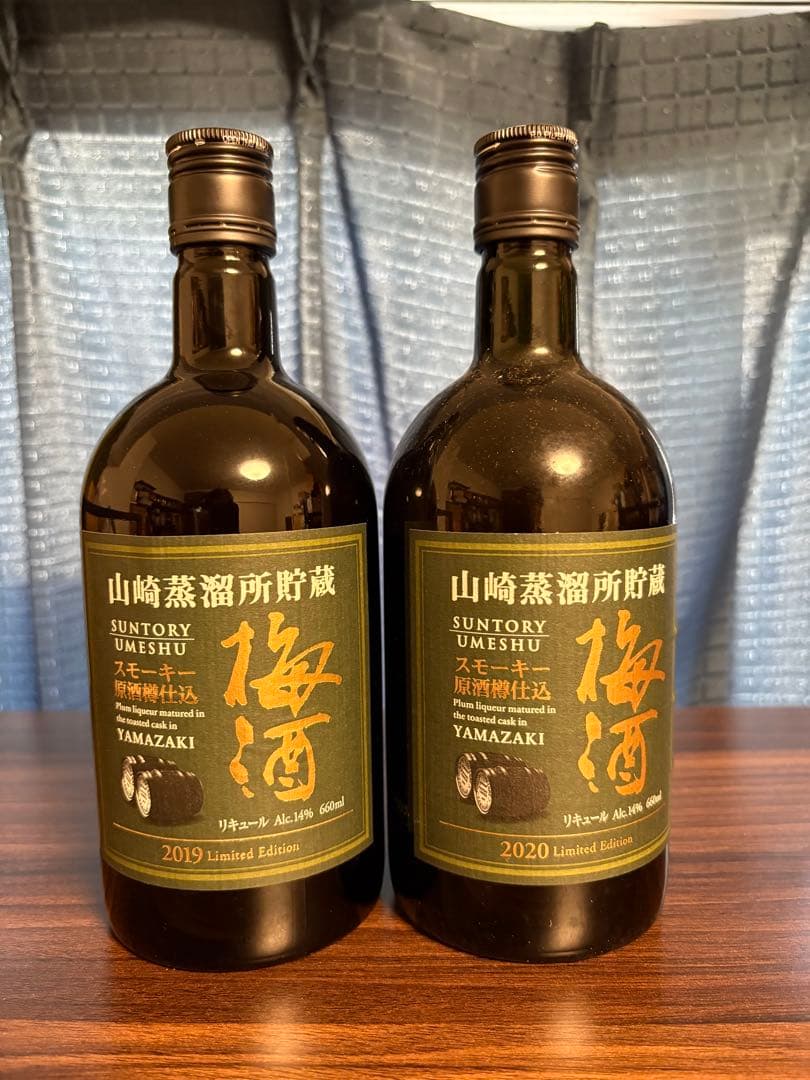 山崎蒸溜所貯蔵
SUNTORY
UMESHU
スモーキー
原酒樽仕込
Plum liqueur matured in
the toasted cask in
YAMAZAKI
梅酒
リキュール Alc.14% 660ml
2019 Limited Edition
山崎蒸溜所貯蔵
SUNTORY
UMESHU
スモーキー
原酒樽仕込
Plum liqueur matured in
the toasted cask in
YAMAZAKI
梅酒
リキュール Alc.14% 660ml
2020 Limited Edition